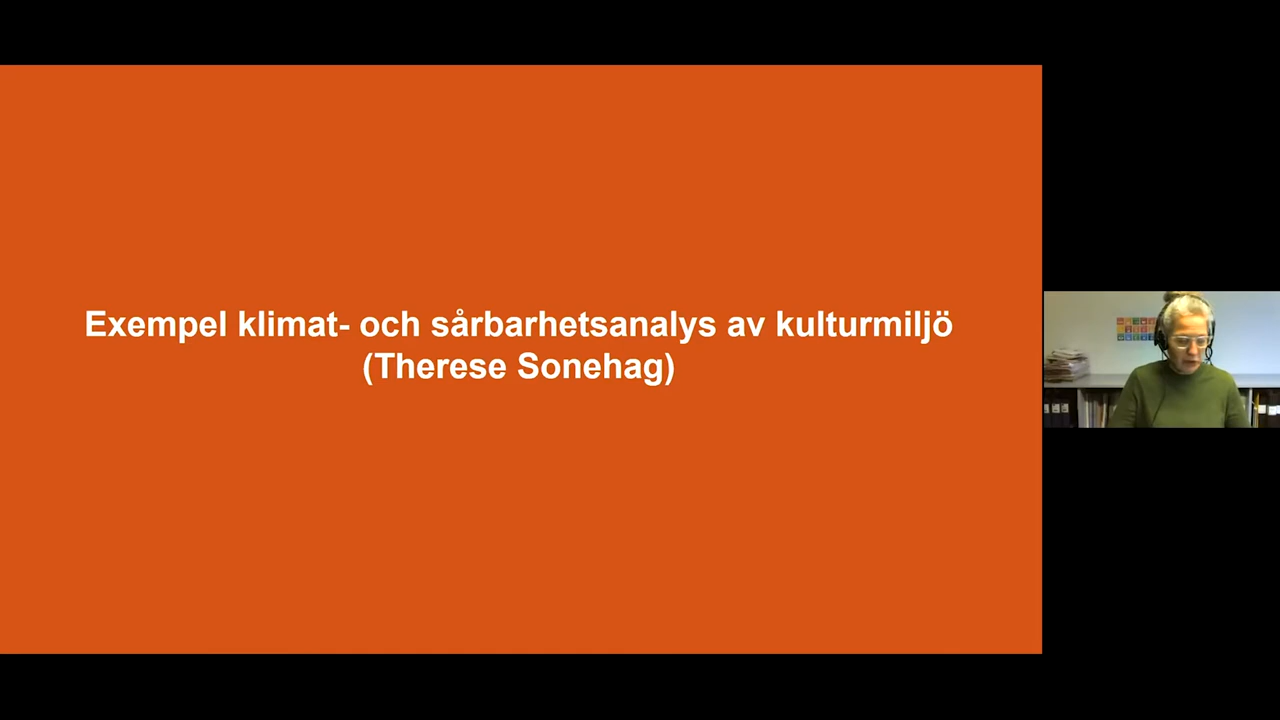 Exempel klimat- och sårbarhetsanalys av kulturmiljö
(Therese Sonehag)